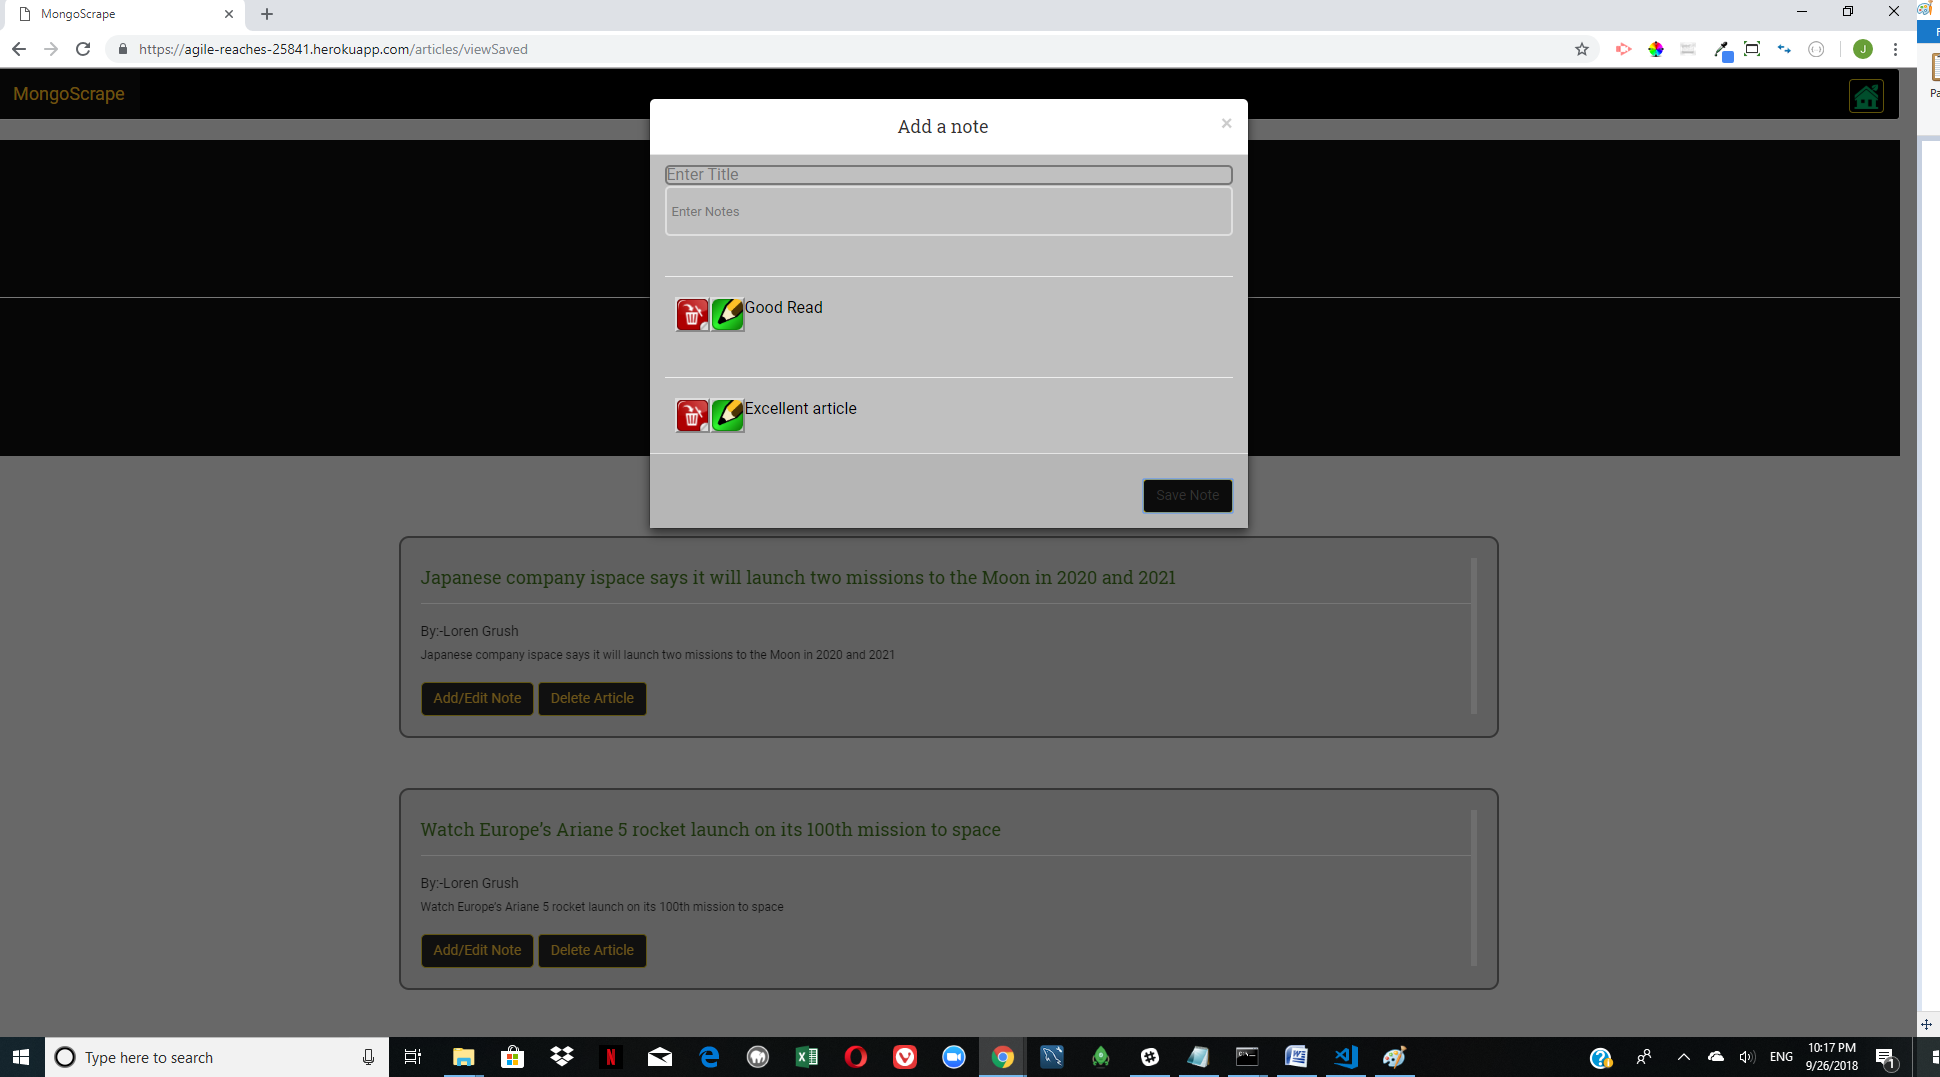 MongoScrape
https://agile-reaches-25841.herokuapp.com/articles/viewSaved
J
MongoScrape
Add a note
×
Enter Title
Enter Notes
Good Read
Excellent article
Save Note
Japanese company ispace says it will launch two missions to the Moon in 2020 and 2021
By:-Loren Grush
Japanese company ispace says it will launch two missions to the Moon in 2020 and 2021
Add/Edit Note Delete Article
Watch Europe’s Ariane 5 rocket launch on its 100th mission to space
By:-Loren Grush
Watch Europe’s Ariane 5 rocket launch on its 100th mission to space
Add/Edit Note Delete Article
Type here to search
ENG
10:17 PM
9/26/2018
1